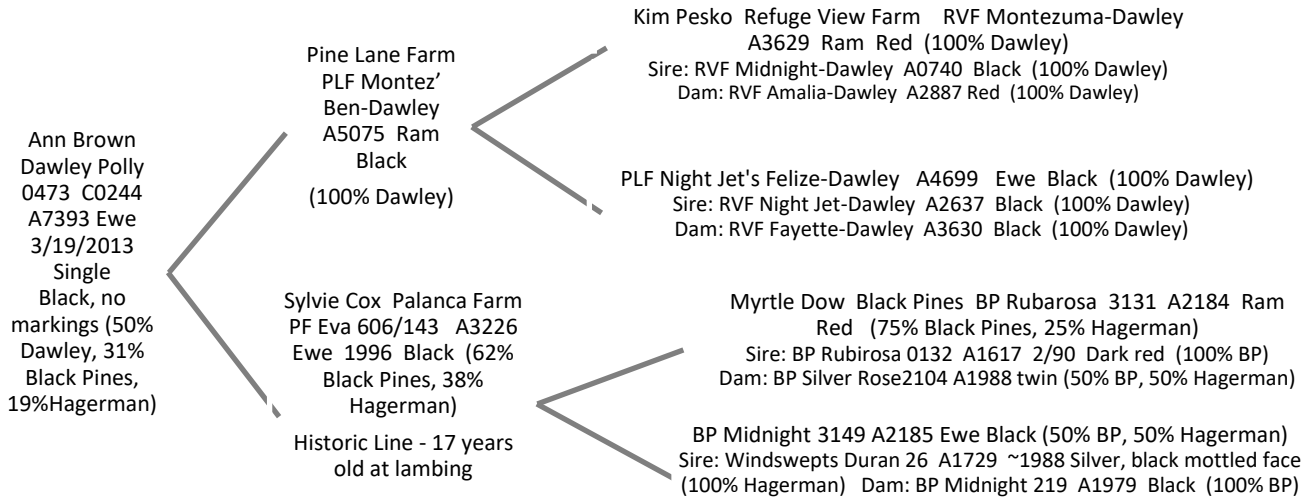 Ann Brown
Dawley Polly
0473 C0244
A7393 Ewe
3/19/2013
Single
Black, no
markings (50%
Dawley, 31%
Black Pines,
19%Hagerman)
Pine Lane Farm
PLF Montez’
Ben-Dawley
A5075 Ram
Black
(100% Dawley)
Sylvie Cox Palanca Farm
PF Eva 606/143 A3226
Ewe 1996 Black (62%
Black Pines, 38%
Hagerman)
Historic Line - 17 years
old at lambing
Kim Pesko Refuge View Farm RVF Montezuma-Dawley
A3629 Ram Red (100% Dawley)
Sire: RVF Midnight-Dawley A0740 Black (100% Dawley)
Dam: RVF Amalia-Dawley A2887 Red (100% Dawley)
PLF Night Jet's Felize-Dawley A4699 Ewe Black (100% Dawley)
Sire: RVF Night Jet-Dawley A2637 Black (100% Dawley)
Dam: RVF Fayette-Dawley A3630 Black (100% Dawley)
Myrtle Dow Black Pines BP Rubarosa 3131 A2184 Ram
Red (75% Black Pines, 25% Hagerman)
Sire: BP Rubirosa 0132 A1617 2/90 Dark red (100% BP)
Dam: BP Silver Rose2104 A1988 twin (50% BP, 50% Hagerman)
BP Midnight 3149 A2185 Ewe Black (50% BP, 50% Hagerman)
Sire: Windswepts Duran 26 A1729 ~1988 Silver, black mottled face
(100% Hagerman) Dam: BP Midnight 219 A1979 Black (100% BP)